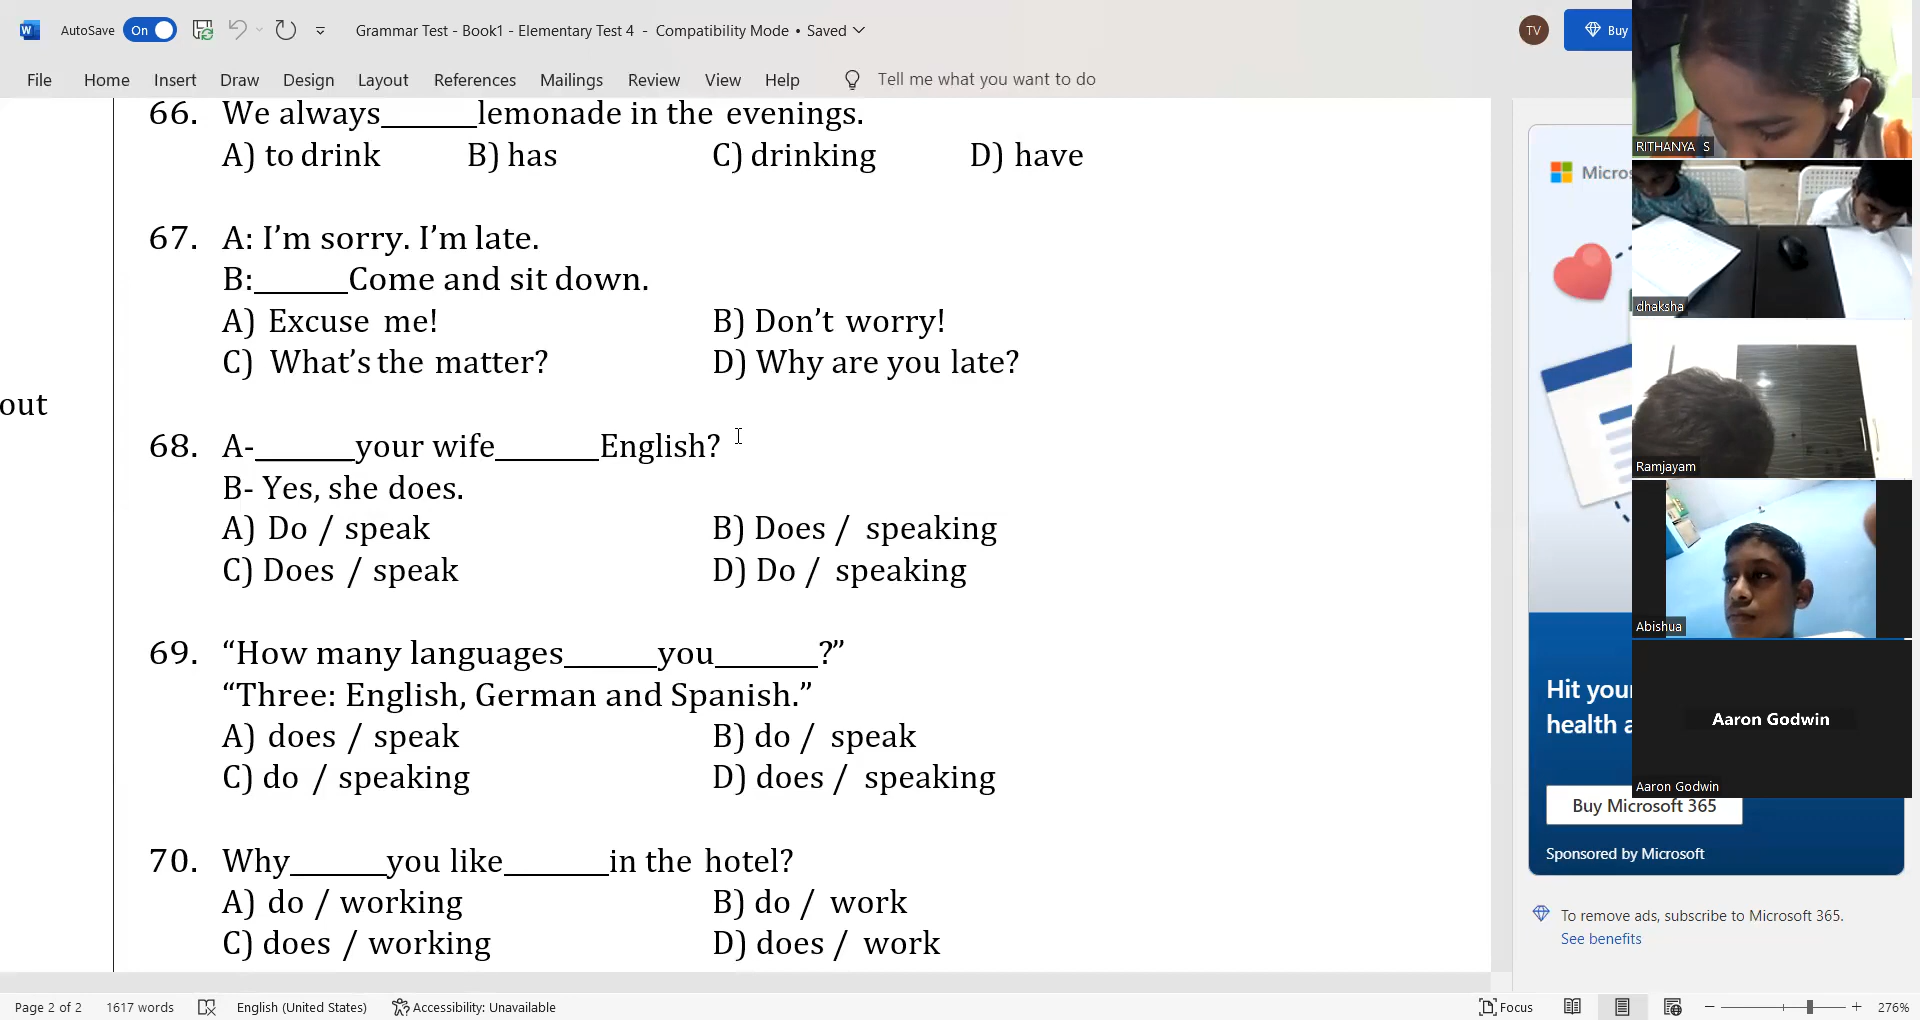 AutoSave On
Grammar Test - Book1 - Elementary Test 4 - Compatibility Mode • Saved
TV
Buy
File Home Insert Draw Design Layout References Mailings Review View Help Tell me what you want to do
66. We always______lemonade in the evenings.
A) to drink B) has C) drinking D) have
67. A: I’m sorry. I’m late.
B:______Come and sit down.
A) Excuse me! B) Don’t worry!
C) What’s the matter? D) Why are you late?
out
68. A-______your wife______English?
B- Yes, she does.
A) Do / speak B) Does / speaking
C) Does / speak D) Do / speaking
69. “How many languages______you______?”
“Three: English, German and Spanish.”
A) does / speak B) do / speak
C) do / speaking D) does / speaking
70. Why______you like______in the hotel?
A) do / working B) do / work
C) does / working D) does / work
Hit your
health
Buy Microsoft 365
Sponsored by Microsoft
To remove ads, subscribe to Microsoft 365.
See benefits
RITHANYA S
dhaksha
Ramjayam
Abishua
Aaron Godwin
Aaron Godwin
Page 2 of 2 1617 words English (United States) Accessibility: Unavailable Focus 276%